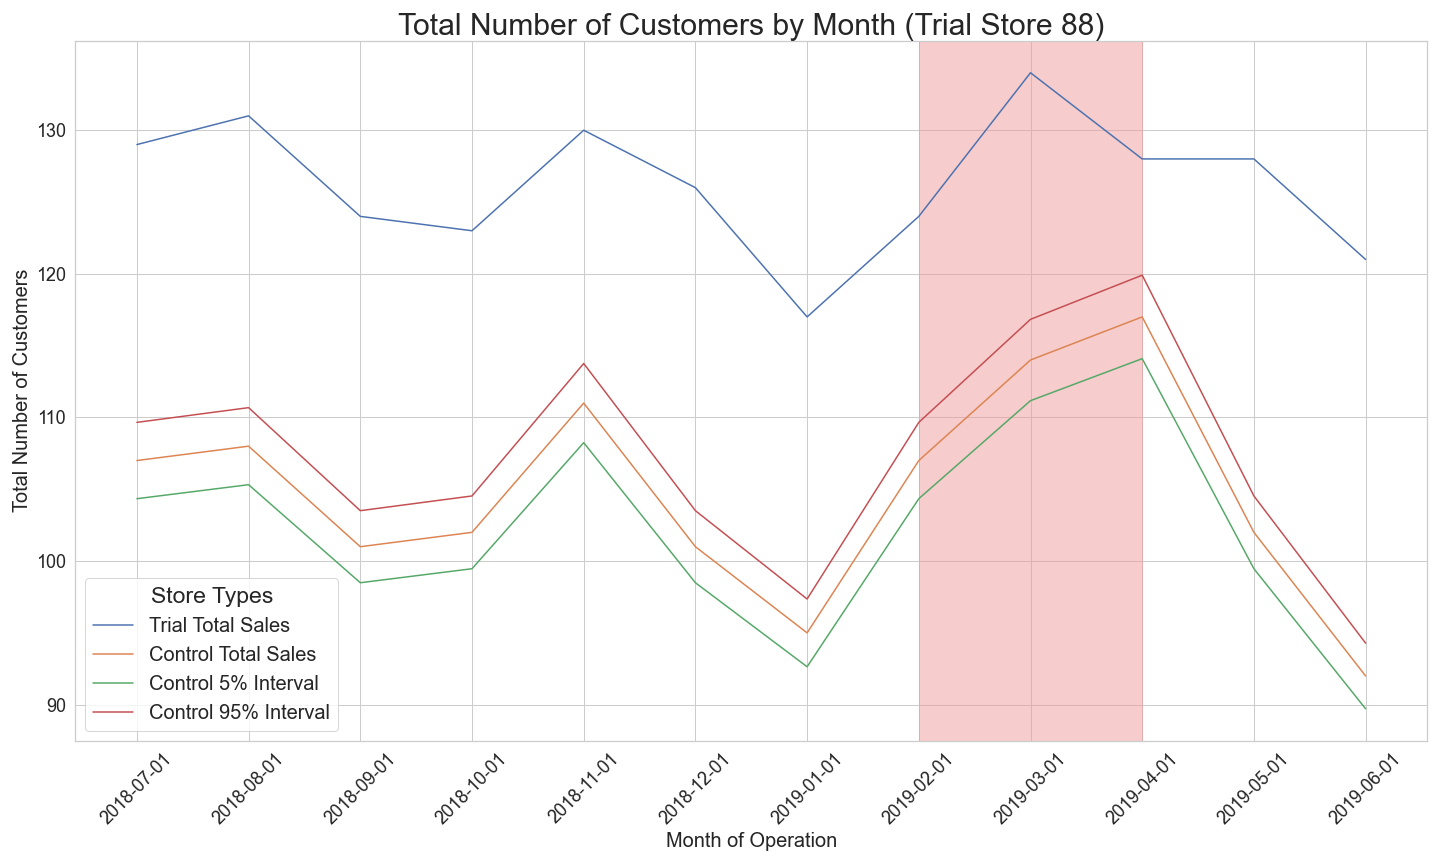 Total Number of Customers by Month (Trial Store 88)
Total Number of Customers
130
120
110
100
90
Store Types
Trial Total Sales
Control Total Sales
Control 5% Interval
Control 95% Interval
2018-07-01
2018-08-01
2018-09-01
2018-10-01
2018-11-01
2018-12-01
2019-01-01
2019-02-01
2019-03-01
2019-04-01
2019-05-01
2019-06-01
Month of Operation